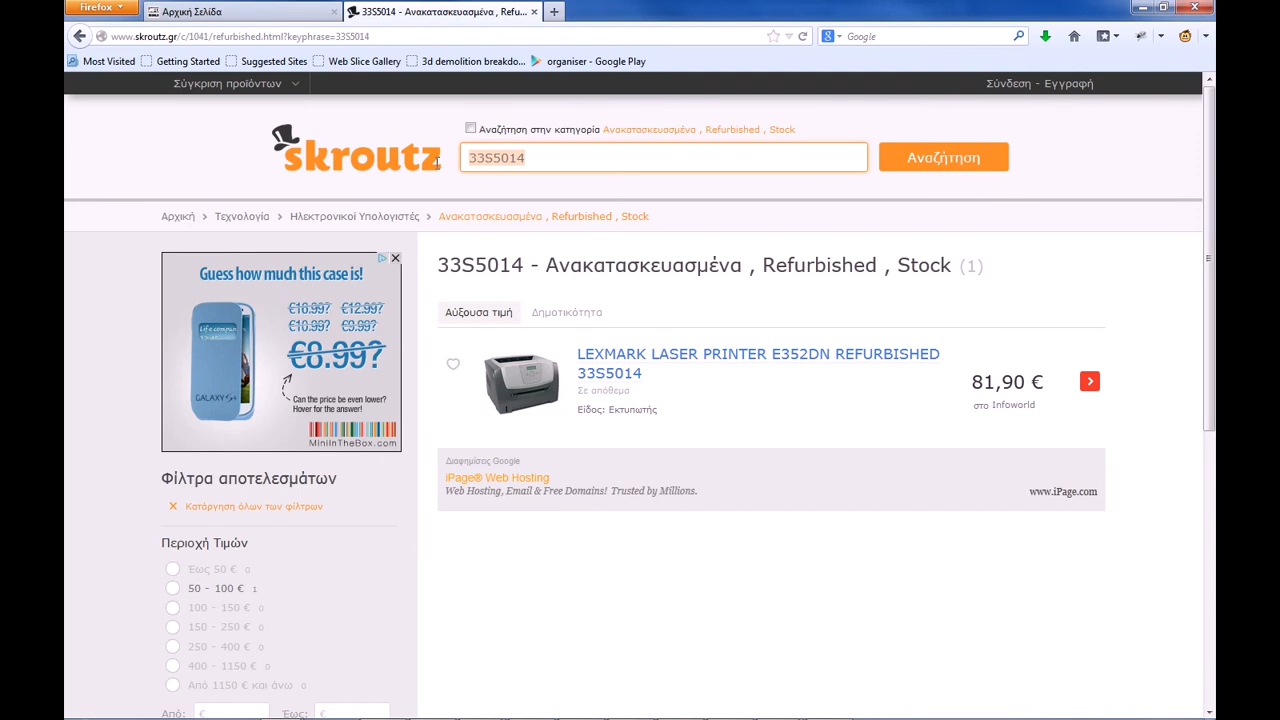 Firefox
Αρχική Σελίδα
33S5014 - Ανακατασκευασμένα , Refu...
www.skroutz.gr/c/1041/refurbished.html?keyphrase=33S5014
Google
Most Visited
Getting Started
Suggested Sites
Web Slice Gallery
3d demolition breakdo...
organiser - Google Play
Σύγκριση προϊόντων
Σύνδεση - Εγγραφή
skroutz
Αναζήτηση στην κατηγορία Ανακατασκευασμένα , Refurbished , Stock
33S5014
Αναζήτηση
Αρχική > Τεχνολογία > Ηλεκτρονικοί Υπολογιστές > Ανακατασκευασμένα , Refurbished , Stock
Guess how much this case is!
€16.99? €12.99?
€10.99? €9.99?
€8.99?
GALAXY S4
Can the price be even lower?
Hover for the answer!
MiniInTheBox.com
33S5014 - Ανακατασκευασμένα , Refurbished , Stock (1)
Αύξουσα τιμή
Δημοτικότητα
LEXMARK LASER PRINTER E352DN REFURBISHED
33S5014
Σε απόθεμα
Είδος: Εκτυπωτής
81,90 €
στο Infoworld
Διαφημίσεις Google
iPage® Web Hosting
Web Hosting, Email & Free Domains! Trusted by Millions.
www.iPage.com
Φίλτρα αποτελεσμάτων
Κατάργηση όλων των φίλτρων
Περιοχή Τιμών
Έως 50 € 0
50 - 100 € 1
100 - 150 € 0
150 - 250 € 0
250 - 400 € 0
400 - 1150 € 0
Από 1150 € και άνω 0
Από: €
Έως: €